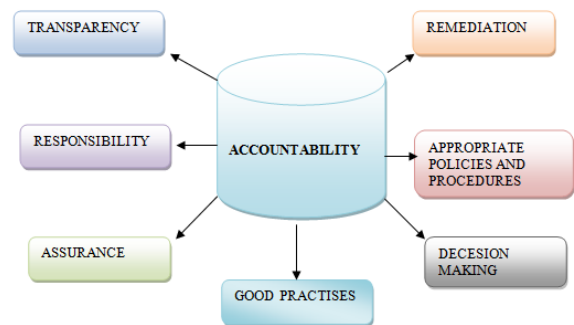 TRANSPARENCY
REMEDIATION
RESPONSIBILITY
ACCOUNTABILITY
APPROPRIATE
POLICIES AND
PROCEDURES
ASSURANCE
DECESION
MAKING
GOOD PRACTISES